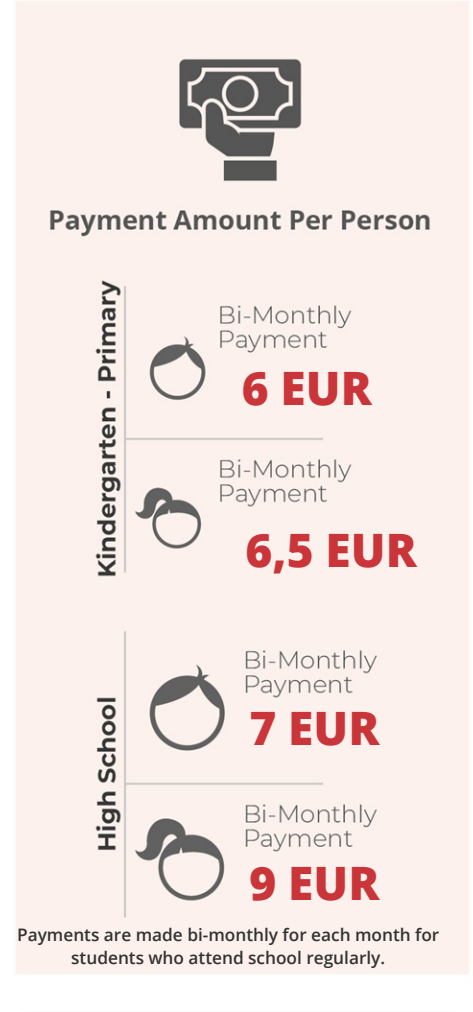 Payment Amount Per Person
Kindergarten - Primary
Bi-Monthly
Payment
6 EUR
Bi-Monthly
Payment
6,5 EUR
High School
Bi-Monthly
Payment
7 EUR
Bi-Monthly
Payment
9 EUR
Payments are made bi-monthly for each month for
students who attend school regularly.